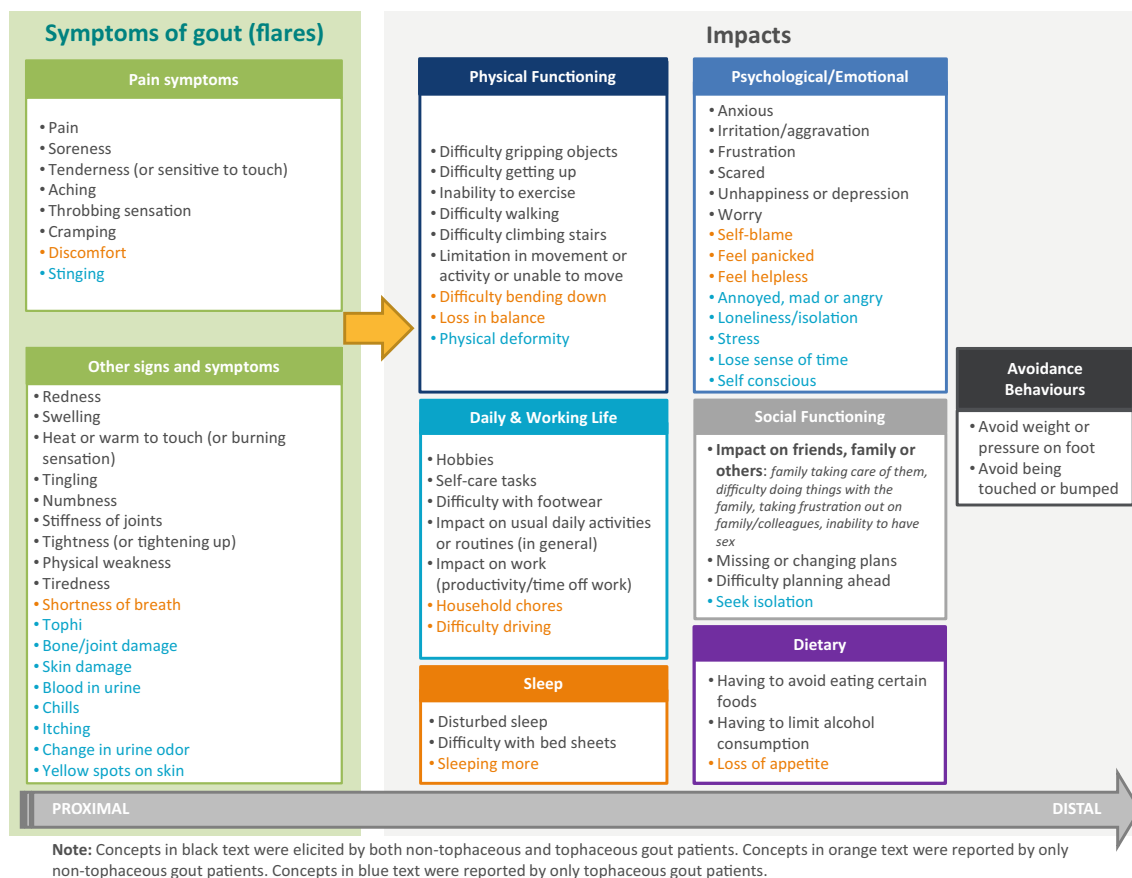 Symptoms of gout (flares)
Pain symptoms
• Pain
• Soreness
• Tenderness (or sensitive to touch)
• Aching
• Throbbing sensation
• Cramping
• Discomfort
• Stinging
Other signs and symptoms
• Redness
• Swelling
• Heat or warm to touch (or burning
sensation)
• Tingling
• Numbness
• Stiffness of joints
• Tightness (or tightening up)
• Physical weakness
• Tiredness
• Shortness of breath
• Tophi
• Bone/joint damage
• Skin damage
• Blood in urine
• Chills
• Itching
• Change in urine odor
• Yellow spots on skin
Impacts
Physical Functioning
• Difficulty gripping objects
• Difficulty getting up
• Inability to exercise
• Difficulty walking
• Difficulty climbing stairs
• Limitation in movement or
activity or unable to move
• Difficulty bending down
• Loss in balance
• Physical deformity
Daily & Working Life
• Hobbies
• Self-care tasks
• Difficulty with footwear
• Impact on usual daily activities
or routines (in general)
• Impact on work
(productivity/time off work)
• Household chores
• Difficulty driving
Sleep
• Disturbed sleep
• Difficulty with bed sheets
• Sleeping more
Psychological/Emotional
• Anxious
• Irritation/aggravation
• Frustration
• Scared
• Unhappiness or depression
• Worry
• Self-blame
• Feel panicked
• Feel helpless
• Annoyed, mad or angry
• Loneliness/isolation
• Stress
• Lose sense of time
• Self conscious
Social Functioning
• Impact on friends, family or
others: family taking care of them,
difficulty doing things with the
family, taking frustration out on
family/colleagues, inability to have
sex
• Missing or changing plans
• Difficulty planning ahead
• Seek isolation
Dietary
• Having to avoid eating certain
foods
• Having to limit alcohol
consumption
• Loss of appetite
Avoidance
Behaviours
• Avoid weight or
pressure on foot
• Avoid being
touched or bumped
PROXIMAL
DISTAL
Note: Concepts in black text were elicited by both non-tophaceous and tophaceous gout patients. Concepts in orange text were reported by only
non-tophaceous gout patients. Concepts in blue text were reported by only tophaceous gout patients.